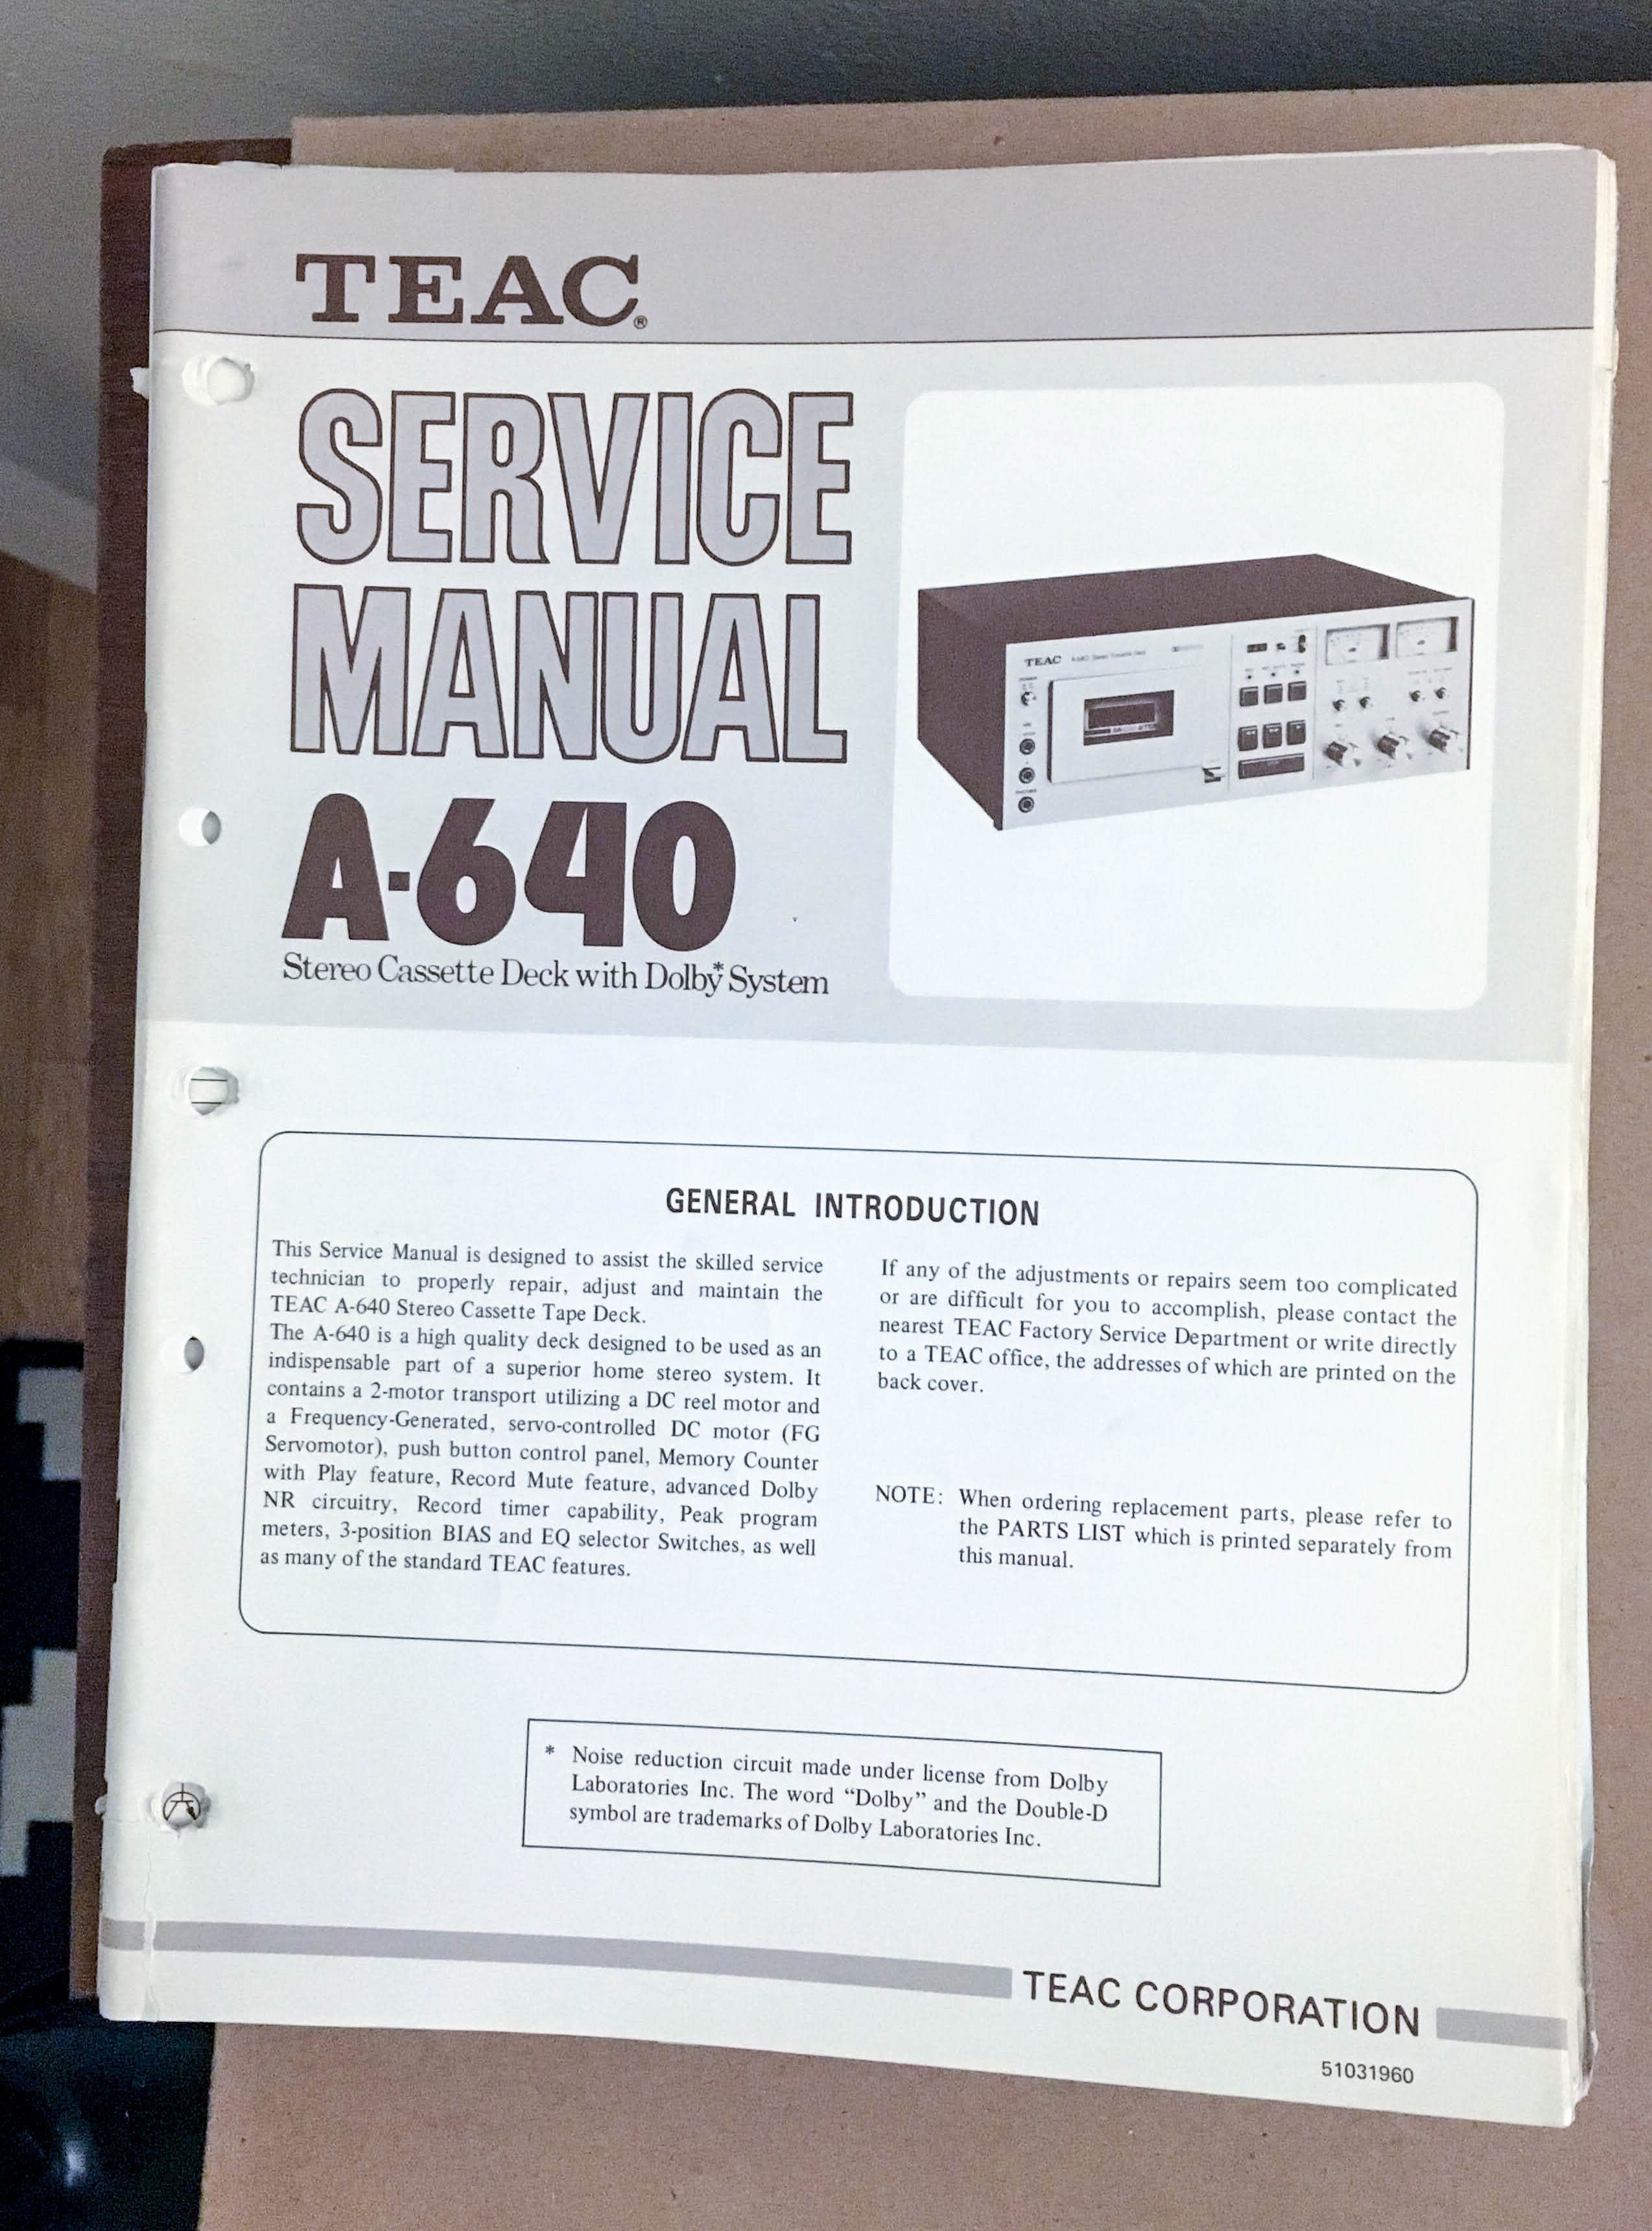 TEAC®
SERVICE
MANUAL
A-640
Stereo Cassette Deck with Dolby* System
TEAC
GENERAL INTRODUCTION
This Service Manual is designed to assist the skilled service
technician to properly repair, adjust and maintain the
TEAC A-640 Stereo Cassette Tape Deck.
The A-640 is a high quality deck designed to be used as an
indispensable part of a superior home stereo system. It
contains a 2-motor transport utilizing a DC reel motor and
a Frequency-Generated, servo-controlled DC motor (FG
Servomotor), push button control panel, Memory Counter
with Play feature, Record Mute feature, advanced Dolby
NR circuitry, Record timer capability, Peak program
meters, 3-position BIAS and EQ selector Switches, as well
as many of the standard TEAC features.
If any of the adjustments or repairs seem too complicated
or are difficult for you to accomplish, please contact the
nearest TEAC Factory Service Department or write directly
to a TEAC office, the addresses of which are printed on the
back cover.
NOTE: When ordering replacement parts, please refer to
the PARTS LIST which is printed separately from
this manual.
* Noise reduction circuit made under license from Dolby
Laboratories Inc. The word “Dolby” and the Double-D
symbol are trademarks of Dolby Laboratories Inc.
TEAC CORPORATION
51031960